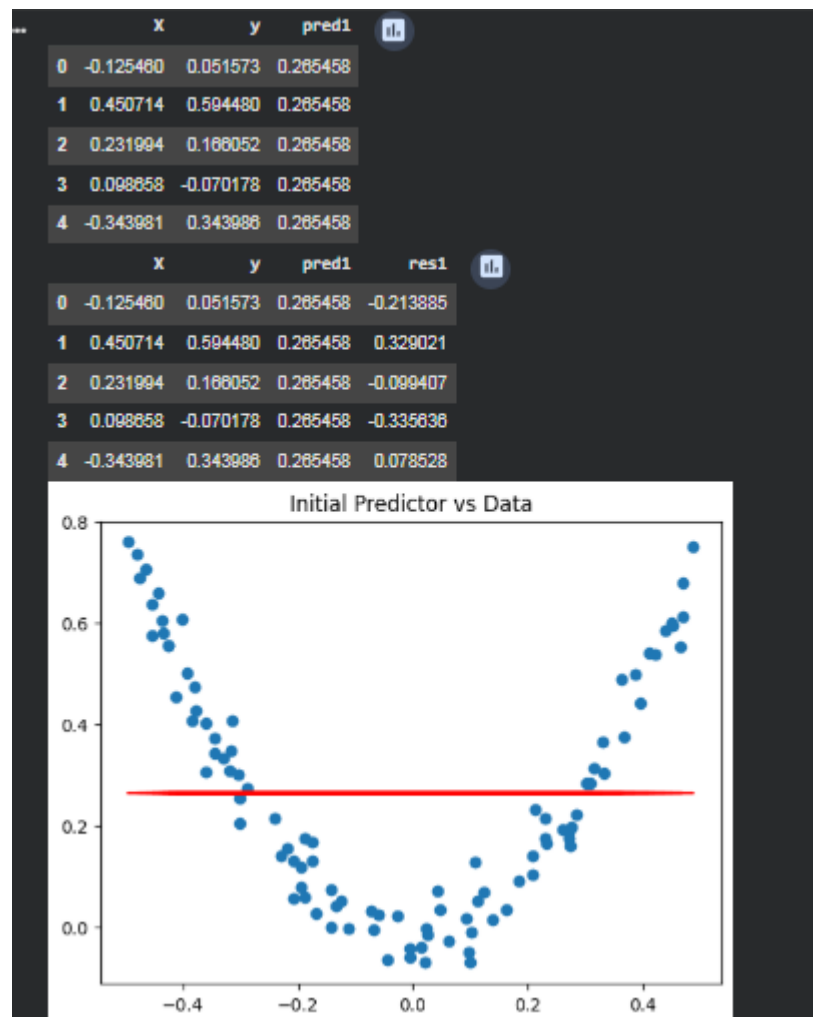 ...
X y pred1
0 -0.125460 0.051573 0.265458
1 0.450714 0.594480 0.265458
2 0.231994 0.166052 0.265458
3 0.098658 -0.070178 0.265458
4 -0.343981 0.343986 0.265458
X y pred1 res1
0 -0.125460 0.051573 0.265458 -0.213885
1 0.450714 0.594480 0.265458 0.329021
2 0.231994 0.166052 0.265458 -0.099407
3 0.098658 -0.070178 0.265458 -0.335636
4 -0.343981 0.343986 0.265458 0.078528
Initial Predictor vs Data
0.8
0.6
0.4
0.2
0.0
−0.4 −0.2 0.0 0.2 0.4